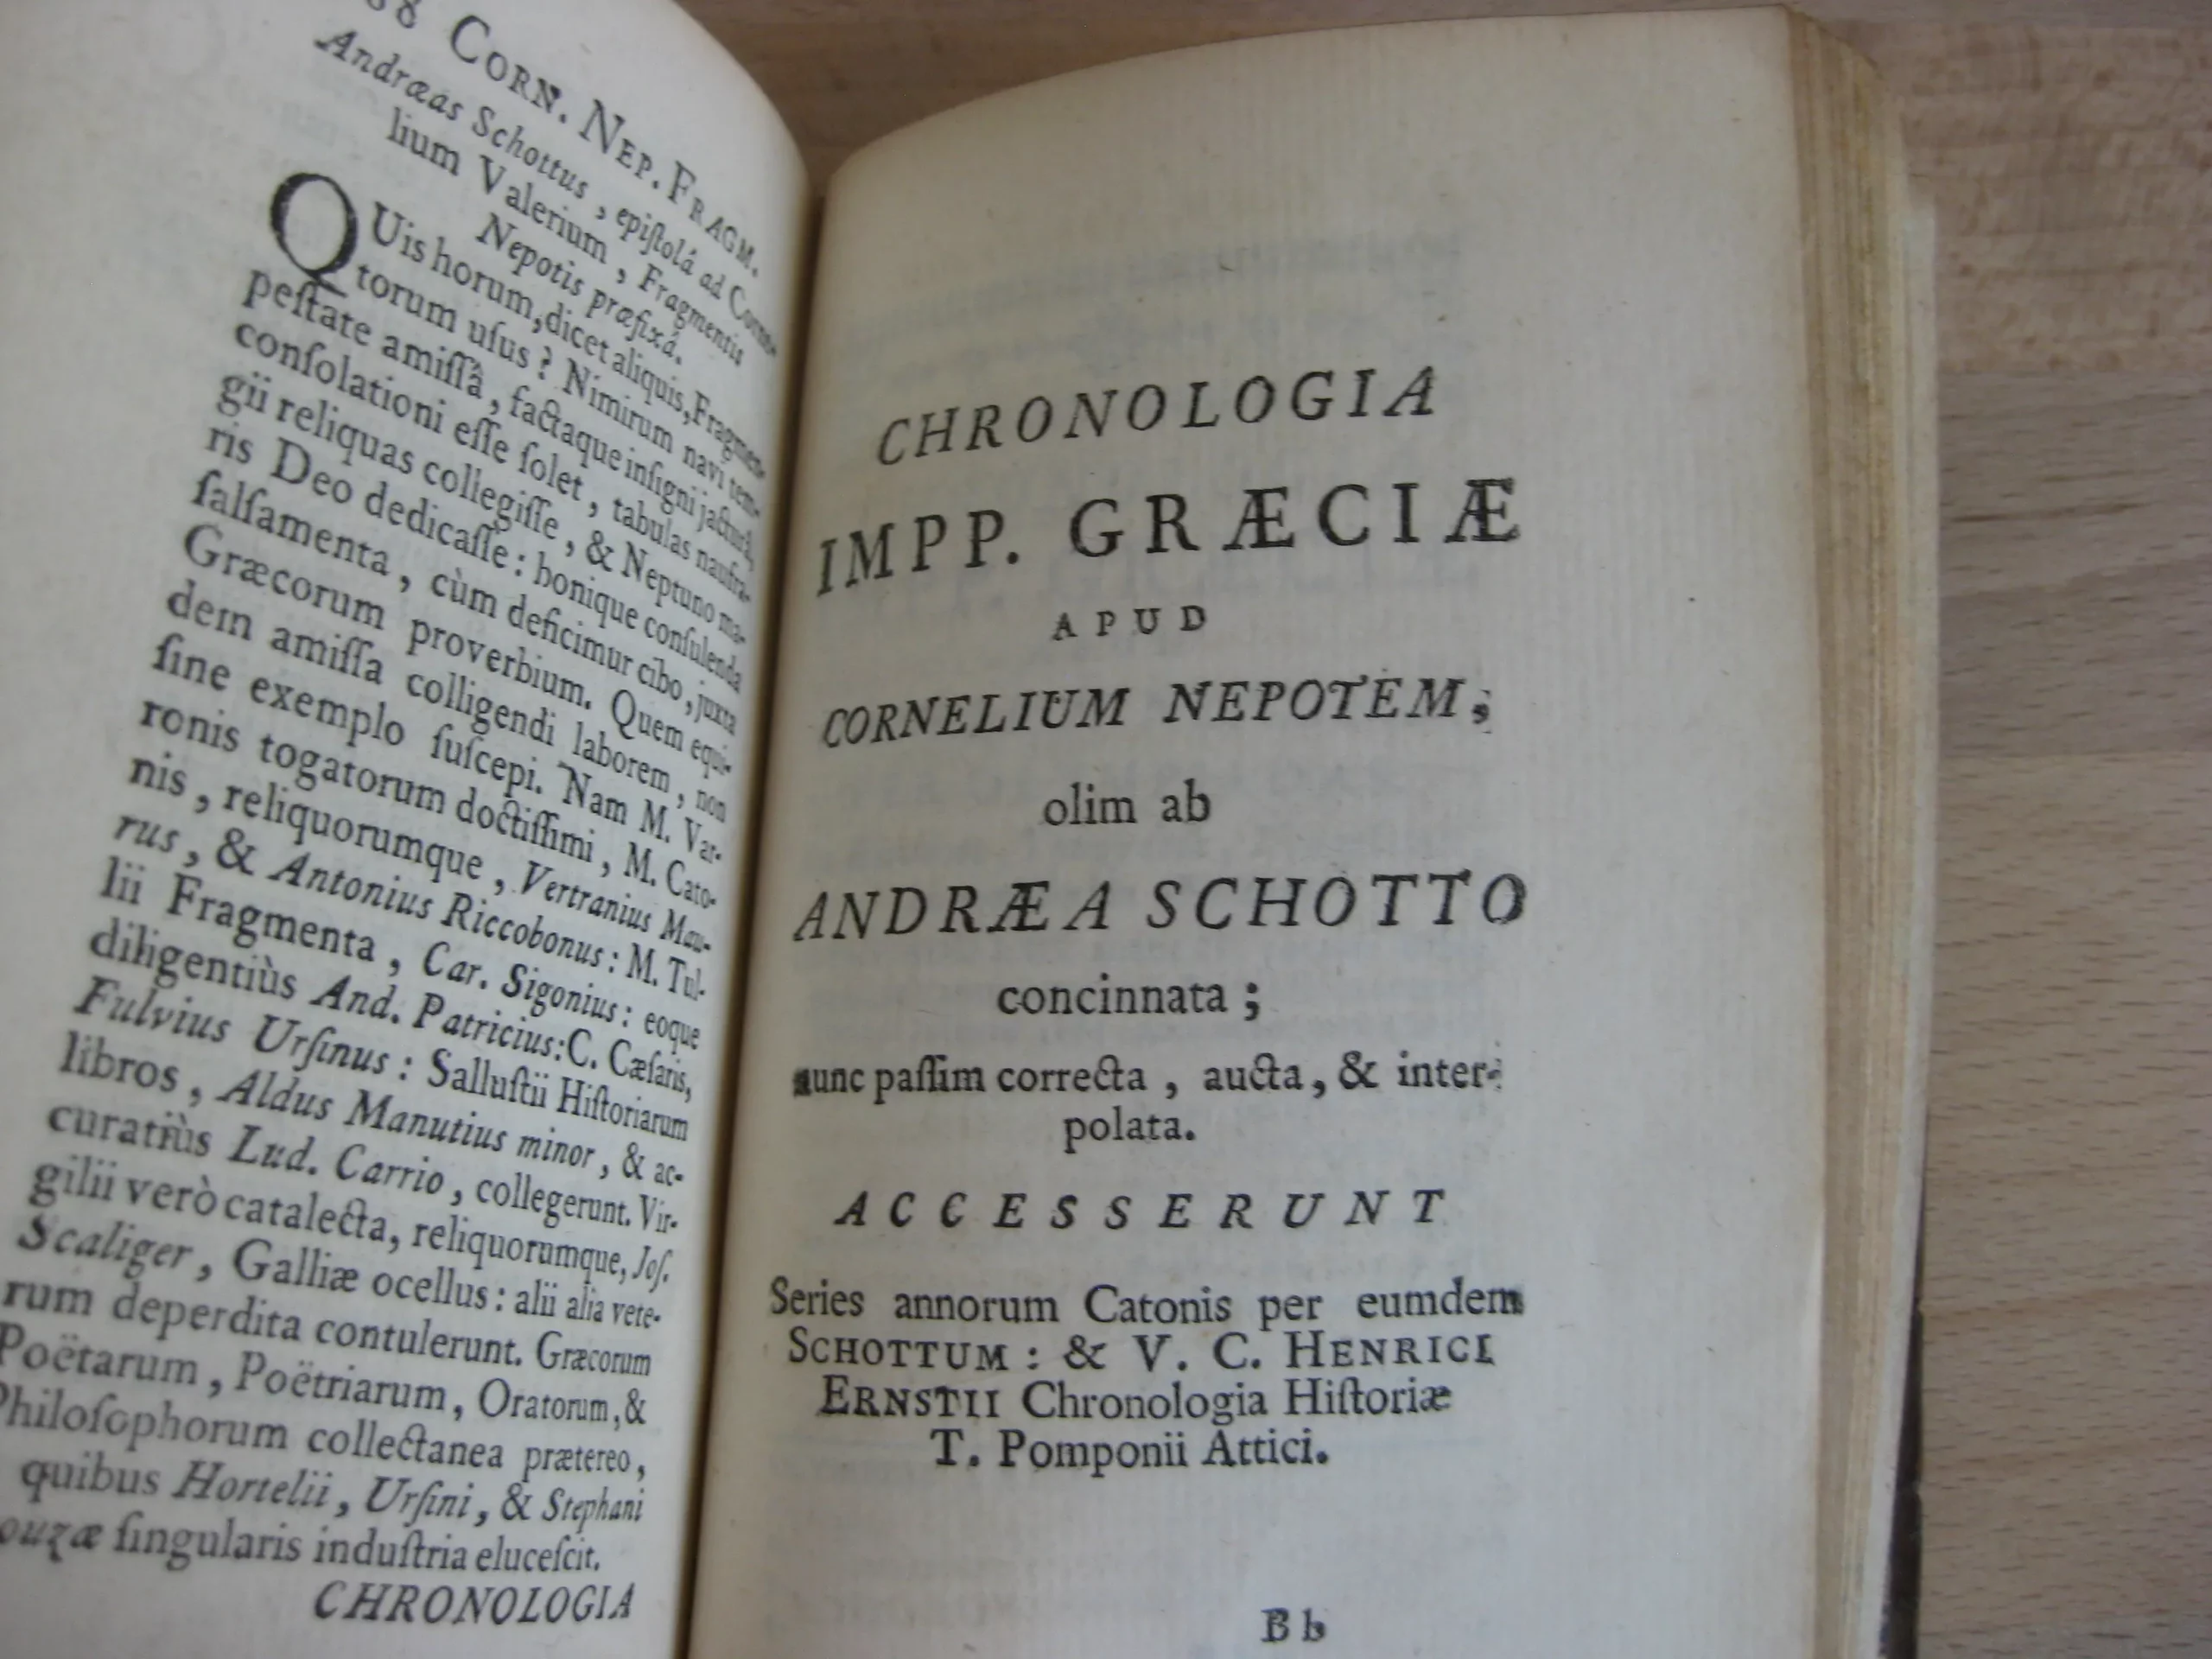 88 CORN. NEP. FRAGM.
Andræas Schottus, epiſtolâ ad Corne-
lium Valerium, Fragmentis
Nepotis præfixâ.
QUis horum, dicet aliquis, Fragmen-
torum uſus? Nimirum navi tem-
peſtate amiſſâ, factaque inſigni jacturâ,
conſolationi eſſe ſolet, tabulas naufra-
gii reliquas collegiſſe, & Neptuno ma-
ris Deo dedicaſſe: bonique conſulenda
ſalſamenta, cùm deficimur cibo, juxta
Græcorum proverbium. Quem equi-
dem amiſſa colligendi laborem, non
ſine exemplo ſuſcepi. Nam M. Var-
ronis togatorum doctiſſimi, M. Cato-
nis, reliquorumque, Vertranius Mau-
rus, & Antonius Riccobonus: M. Tul-
lii Fragmenta, Car. Sigonius: eoque
diligentiùs And. Patricius: C. Cæſaris,
Fulvius Urſinus: Salluſtii Hiſtoriarum
libros, Aldus Manutius minor, & ac-
curatiùs Lud. Carrio, collegerunt. Vir-
gilii verò catalecta, reliquorumque, Joſ.
Scaliger, Galliæ ocellus: alii alia vete-
rum deperdita contulerunt. Græcorum
Poëtarum, Poëtriarum, Oratorum, &
Philoſophorum collectanea prætereo,
quibus Hortelii, Urſini, & Stephani
ouzæ ſingularis induſtria eluceſcit.
CHRONOLOGIA
CHRONOLOGIA
IMPP. GRÆCIÆ
APUD
CORNELIUM NEPOTEM;
olim ab
ANDRÆA SCHOTTO
concinnata;
nunc paſſim correcta, aucta, & inter-
polata.
ACCESSERUNT
Series annorum Catonis per eumdem
SCHOTTUM: & V. C. HENRICI
ERNSTII Chronologia Hiſtoriæ
T. Pomponii Attici.
Bb